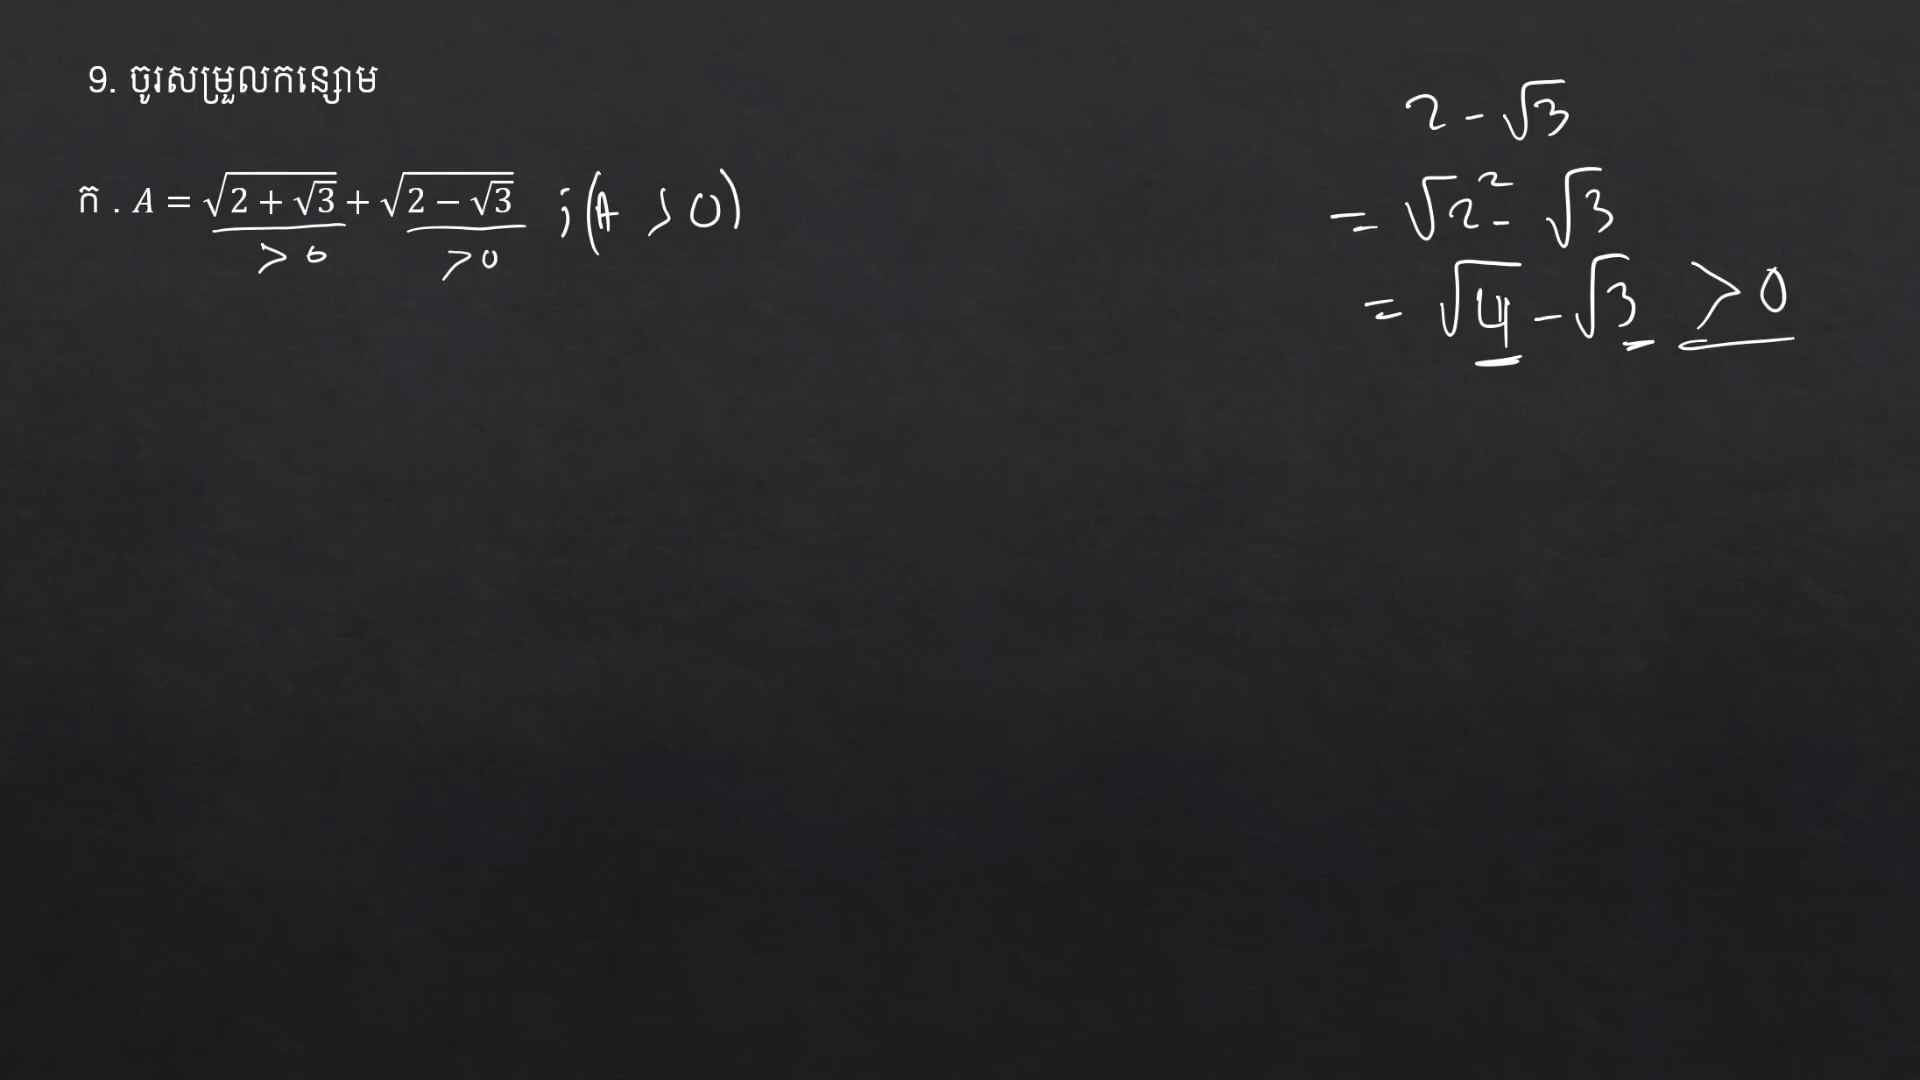 9. ចូរសម្រួលកន្សោម
ក . A = √(2 + √3) + √(2 − √3) ; (A > 0)
> 0 > 0
2 - √3
= √2² - √3
= √4 - √3 > 0